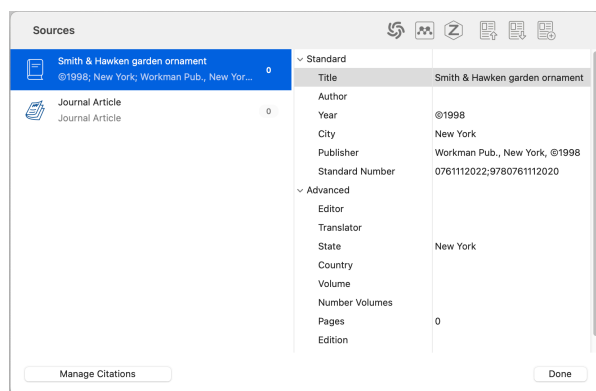 Sources
Smith & Hawken garden ornament
©1998; New York; Workman Pub., New Yor...
0
Journal Article
Journal Article
0
Standard
Title Smith & Hawken garden ornament
Author
Year ©1998
City New York
Publisher Workman Pub., New York, ©1998
Standard Number 0761112022;9780761112020
Advanced
Editor
Translator
State New York
Country
Volume
Number Volumes
Pages 0
Edition
Manage Citations
Done